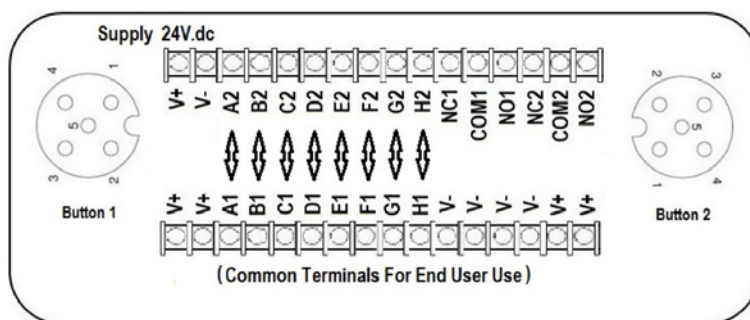 Supply 24V.dc
V+ V- A2 B2 C2 D2 E2 F2 G2 H2 NC1 COM1 NO1 NC2 COM2 NO2
4 1
5
3 2
Button 1
2 3
5
1 4
Button 2
V+ V+ A1 B1 C1 D1 E1 F1 G1 H1 V- V- V- V- V+ V+
(Common Terminals For End User Use)